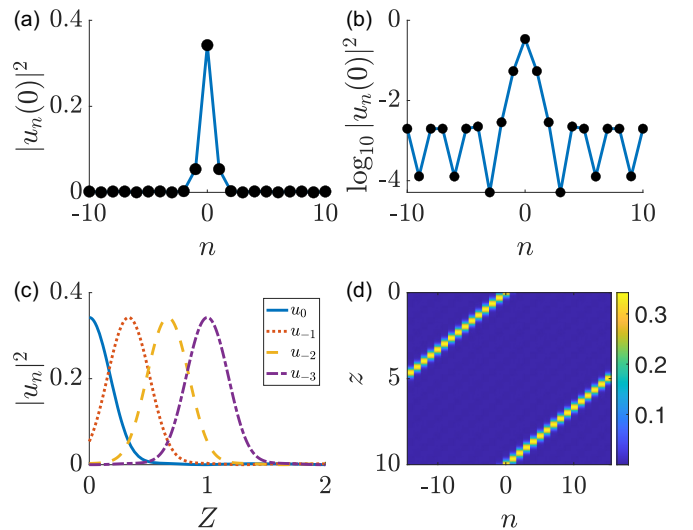 (a)
0.4
0.2
0
|u_n(0)|^2
-10 0 10
n
(b)
0
-2
-4
log_10 |u_n(0)|^2
-10 0 10
n
(c)
0.4
0.2
0
|u_n|^2
u_0
u_{-1}
u_{-2}
u_{-3}
0 1 2
Z
(d)
0
5
10
z
-10 0 10
n
0.3
0.2
0.1